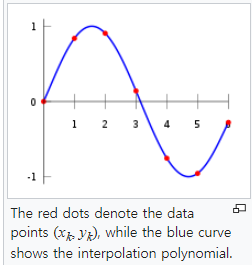 1
0
1 2 3 4 5 6
-1
The red dots denote the data
points (xₖ, yₖ), while the blue curve
shows the interpolation polynomial.